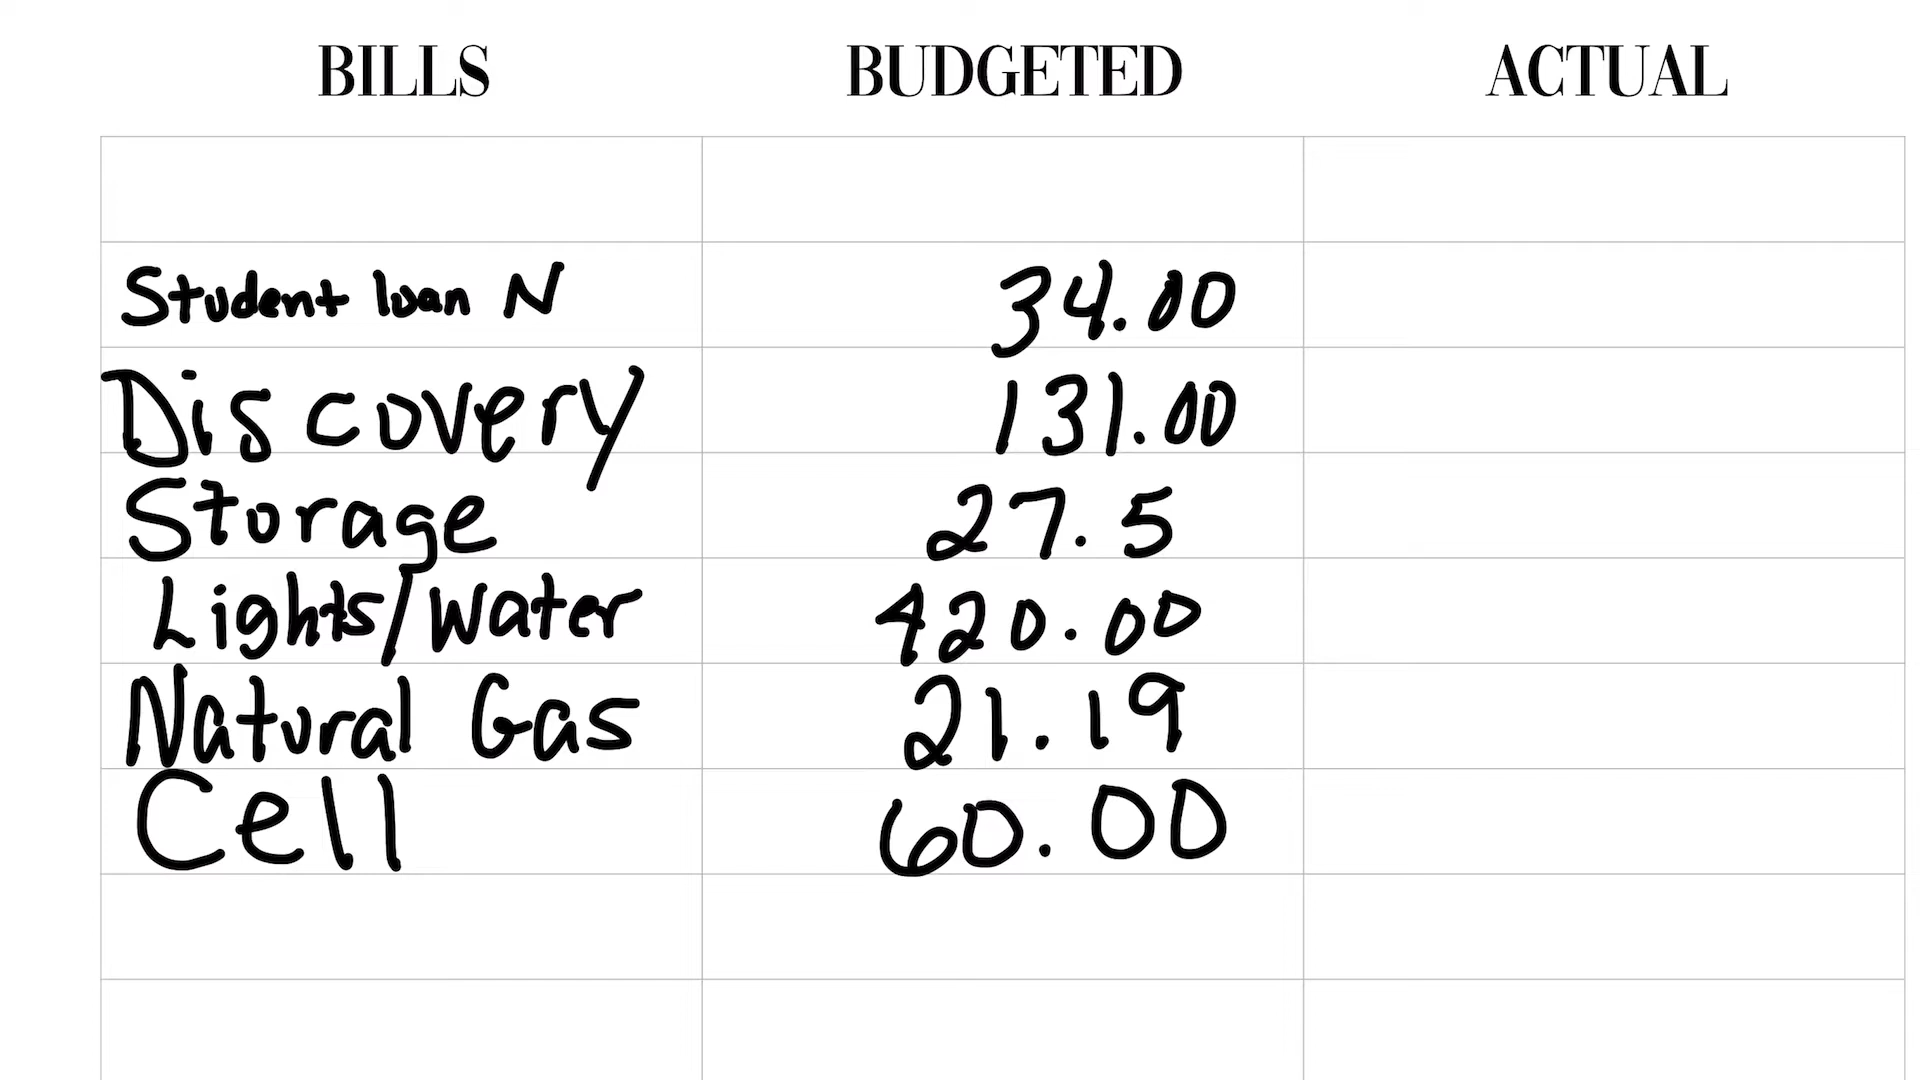 BILLS BUDGETED ACTUAL
Student loan N 34.00
Discovery 131.00
Storage 27.5
Lights/Water 420.00
Natural Gas 21.19
Cell 60.00